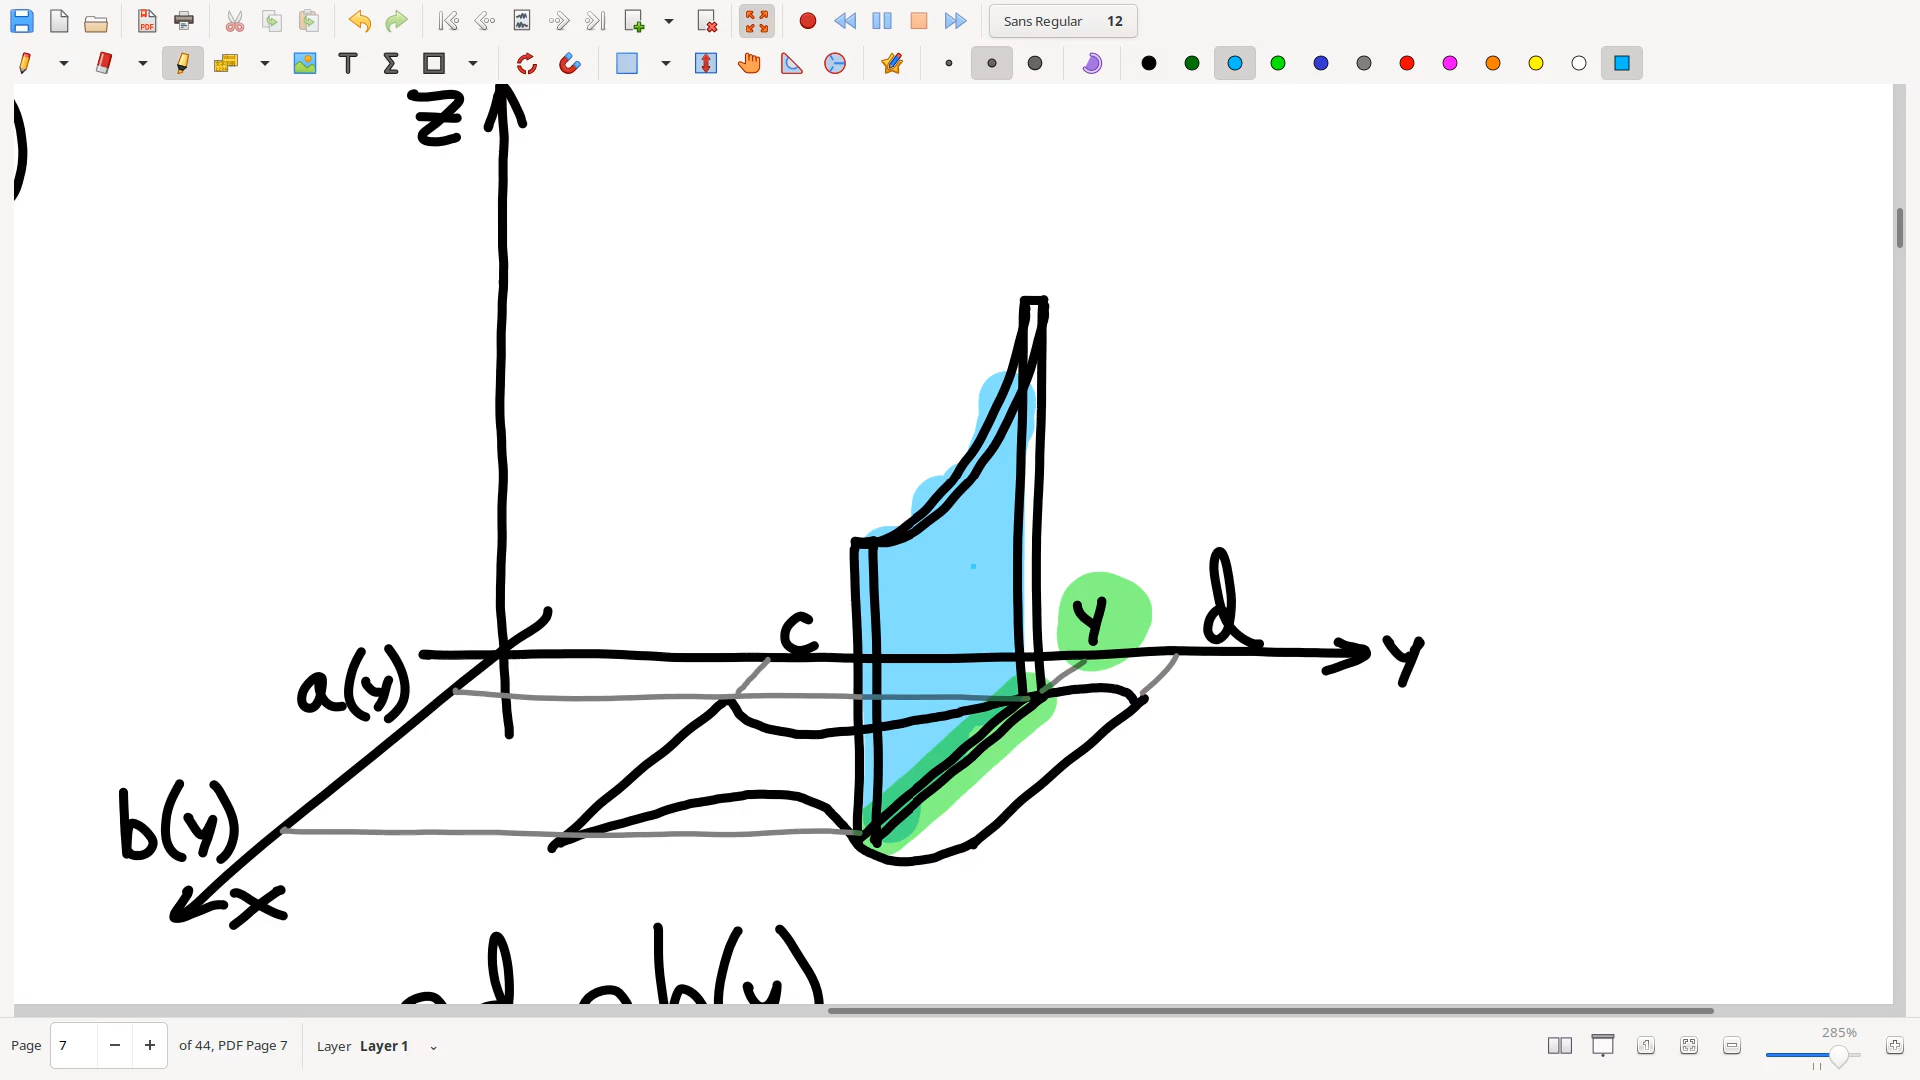 Sans Regular 12
z
c
y
d
y
a(y)
b(y)
x
d b(y)
Page 7 of 44, PDF Page 7 Layer Layer 1 285%